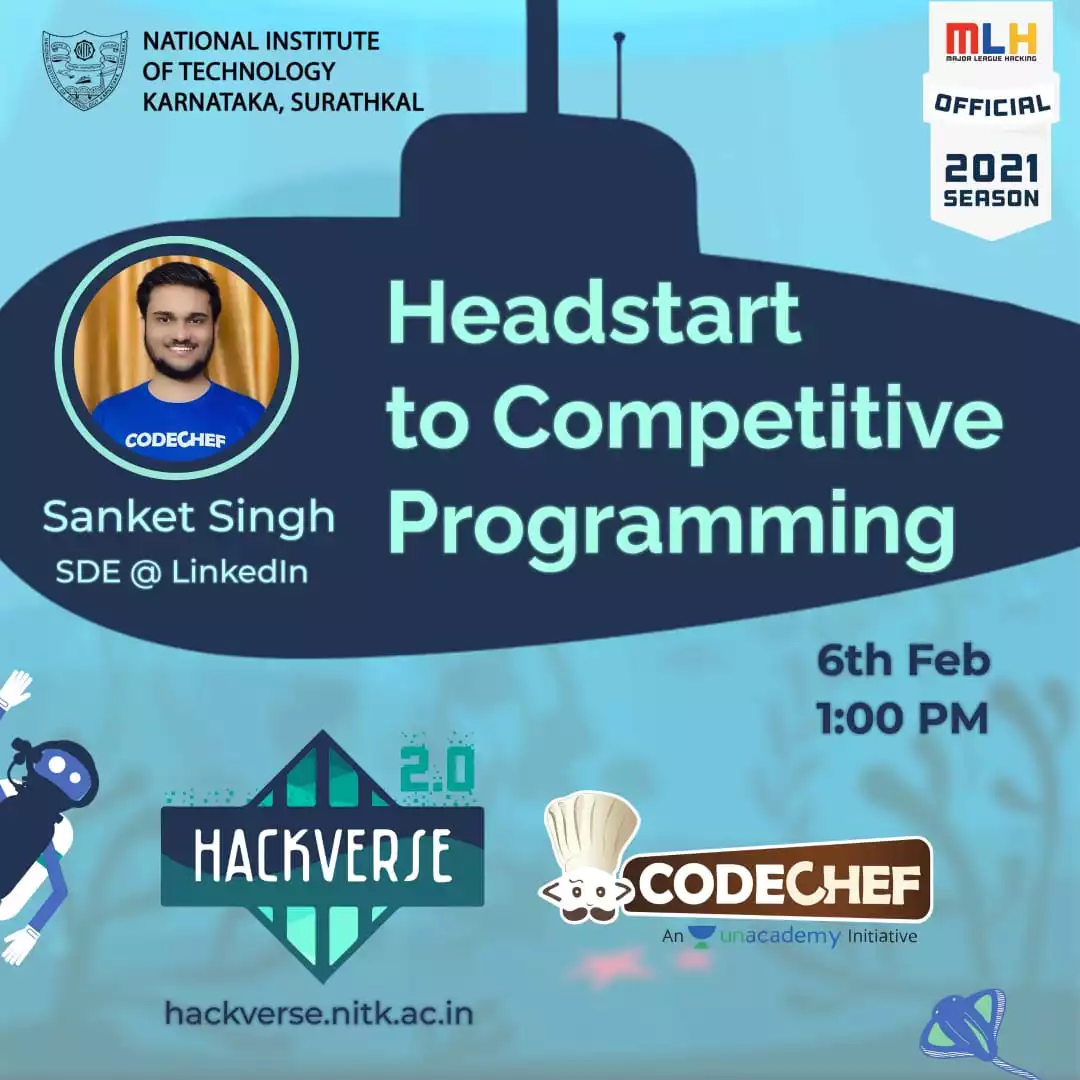 NATIONAL INSTITUTE
OF TECHNOLOGY
KARNATAKA, SURATHKAL
MLH
MAJOR LEAGUE HACKING
OFFICIAL
2021
SEASON
Headstart
to Competitive
Programming
CODECHEF
Sanket Singh
SDE @ LinkedIn
6th Feb
1:00 PM
2.0
HACKVERSE
hackverse.nitk.ac.in
CODECHEF
An unacademy Initiative